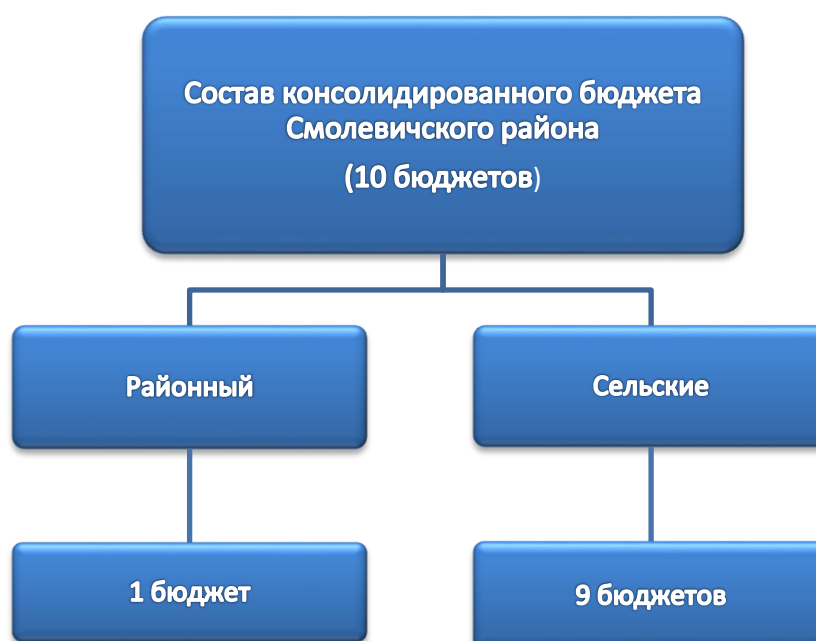 Состав консолидированного бюджета
Смолевичского района
(10 бюджетов)
Районный
Сельские
1 бюджет
9 бюджетов